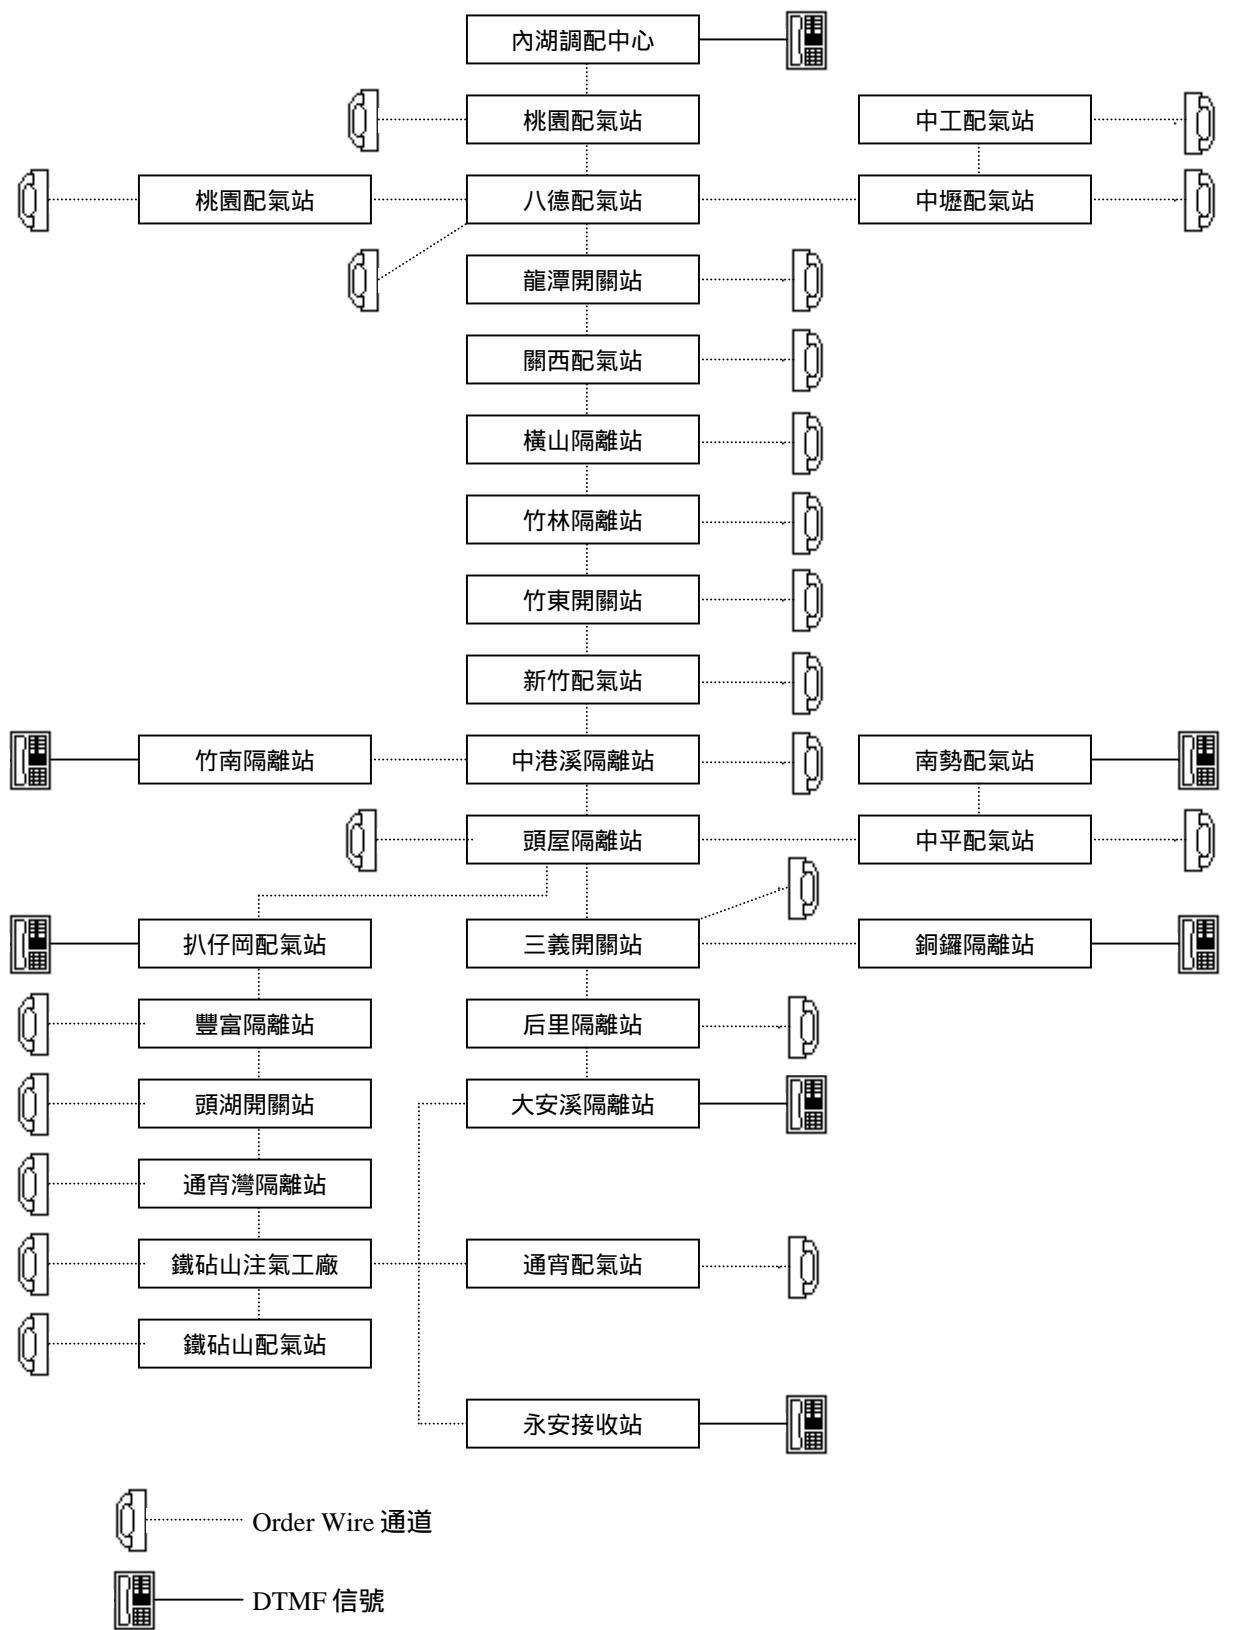 內湖調配中心
桃園配氣站
中工配氣站
桃園配氣站
八德配氣站
中壢配氣站
龍潭開關站
關西配氣站
橫山隔離站
竹林隔離站
竹東開關站
新竹配氣站
竹南隔離站
中港溪隔離站
南勢配氣站
頭屋隔離站
中平配氣站
扒仔岡配氣站
三義開關站
銅鑼隔離站
豐富隔離站
后里隔離站
頭湖開關站
大安溪隔離站
通宵灣隔離站
鐵砧山注氣工廠
通宵配氣站
鐵砧山配氣站
永安接收站
Order Wire 通道
DTMF 信號